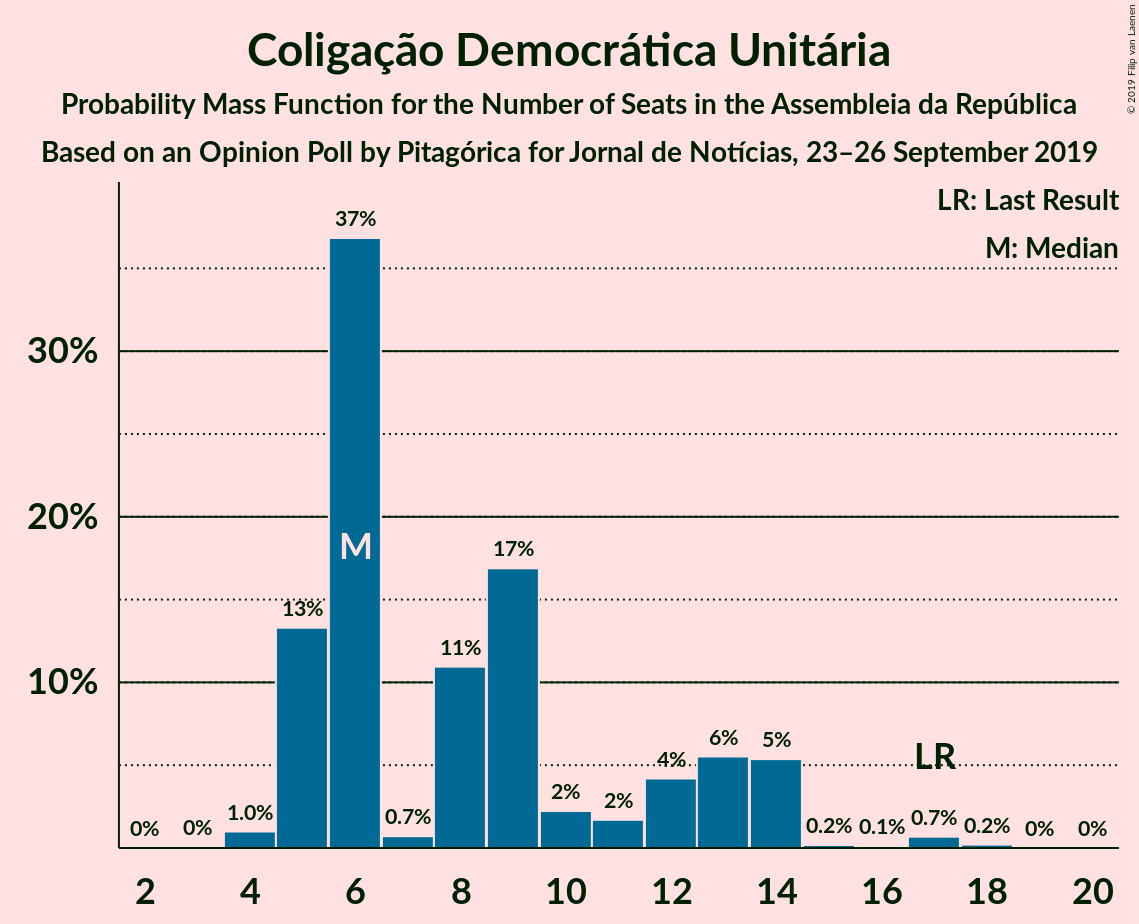 Coligação Democrática Unitária
Probability Mass Function for the Number of Seats in the Assembleia da República
Based on an Opinion Poll by Pitagórica for Jornal de Notícias, 23–26 September 2019
© 2019 Filip van Laenen
LR: Last Result
M: Median
30%
20%
10%
0%
0%
1.0%
13%
37%
M
0.7%
11%
17%
2%
2%
4%
6%
5%
0.2%
0.1%
LR
0.7%
0.2%
0%
0%
2 4 6 8 10 12 14 16 18 20